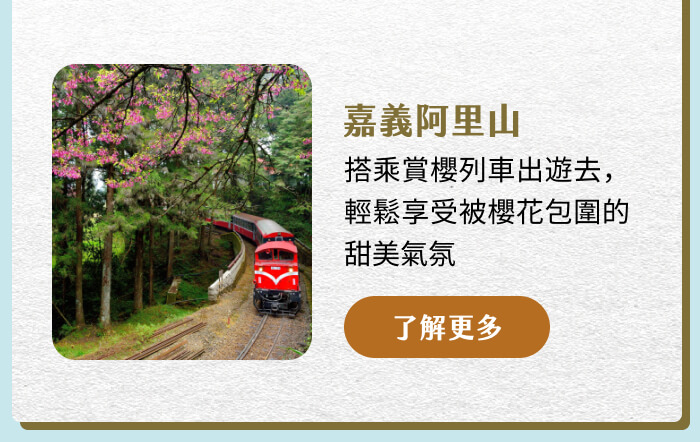 嘉義阿里山
搭乘賞櫻列車出遊去，
輕鬆享受被櫻花包圍的
甜美氣氛
了解更多